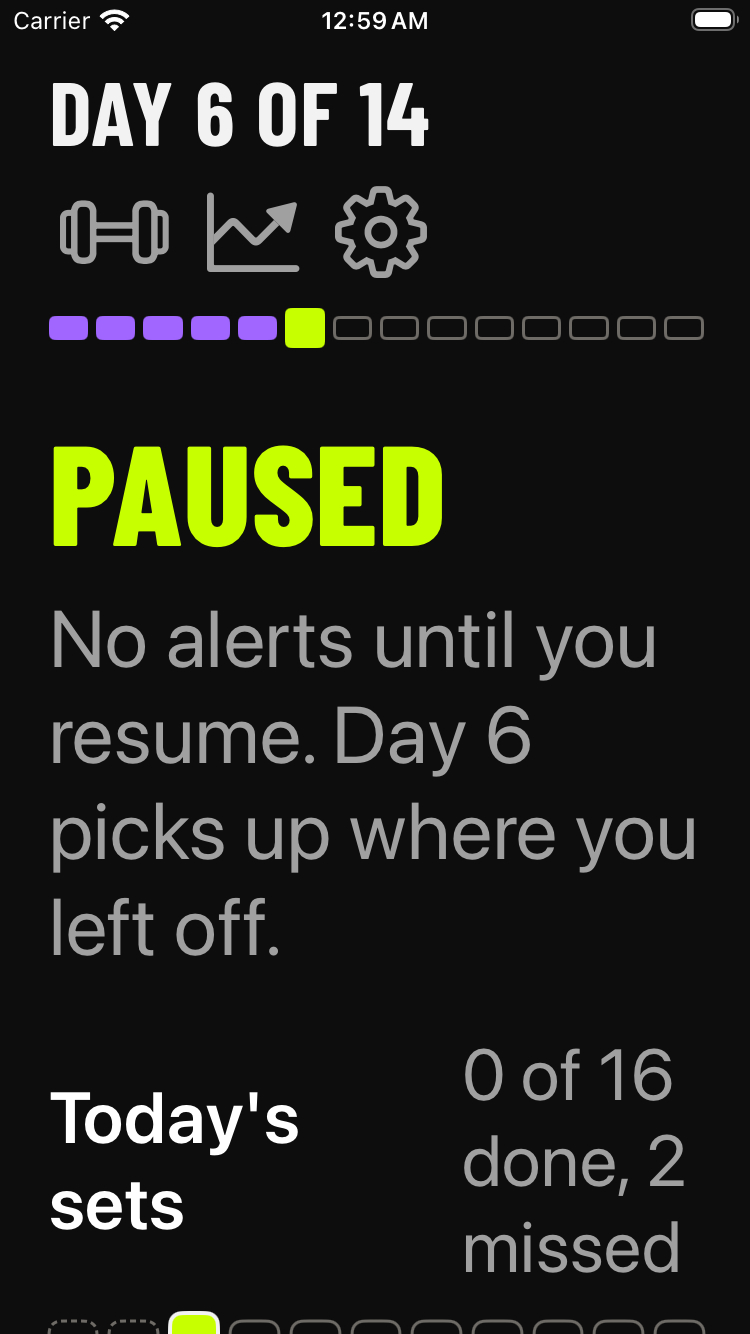 Carrier 12:59 AM
DAY 6 OF 14
PAUSED
No alerts until you
resume. Day 6
picks up where you
left off.
Today's
sets
0 of 16
done, 2
missed